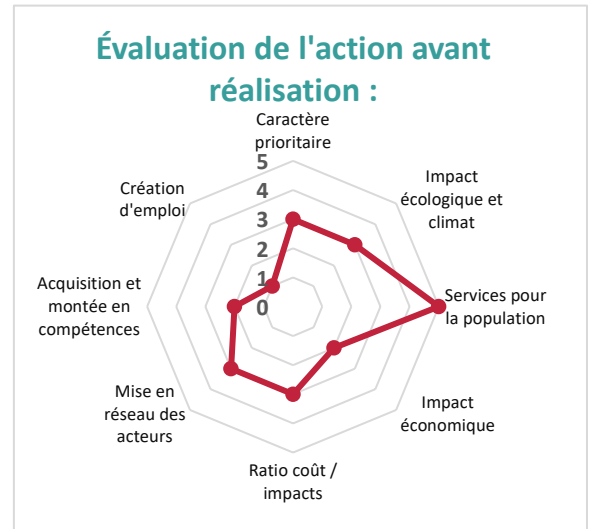 Évaluation de l'action avant
réalisation :
Caractère
prioritaire
Impact
écologique et
climat
Services pour
la population
Impact
économique
Ratio coût /
impacts
Mise en
réseau des
acteurs
Acquisition et
montée en
compétences
Création
d'emploi
5
4
3
2
1
0